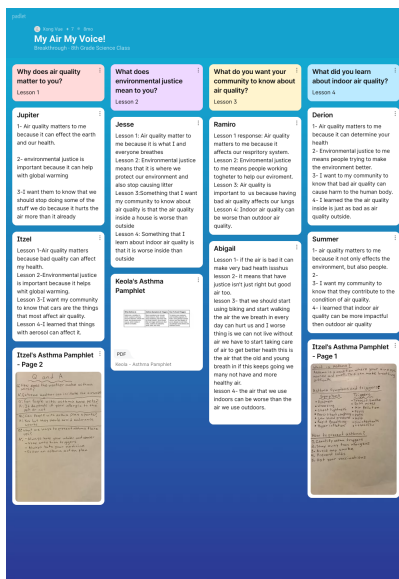 padlet
My Air My Voice!
Breakthrough - 8th Grade Science Class
Why does air quality
matter to you?
Lesson 1
Jupiter
1- Air quality matters to me
because it can effect the earth
and our health.
2- environmental justice is
important because it can help
with global warming
3-I want them to know that we
should stop doing some of the
stuff we do because it hurts the
air more than it already
Itzel
Lesson 1-Air quality matters
because bad quality can affect
my health.
Lesson 2-Environmental justice
is important because it helps
whit global warming.
Lesson 3-I want my community
to know that cars are the things
that most affect air quality.
Lesson 4-I learned that things
with aerosol can affect it.
Itzel's Asthma Pamphlet
- Page 2
Q and A
What does
environmental justice
mean to you?
Lesson 2
Jesse
Lesson 1: Air quality matter to
me because it is what I and
everyone breathes
Lesson 2: Environmental justice
means that it is where we
protect our environment and
also stop causing litter
Lesson 3:Something that I want
my community to know about
air quality is that the air quality
inside a house is worse than
outside
Lesson 4: Something that I
learn about indoor air quality is
that it is worse inside than
outside
Keola's Asthma
Pamphlet
PDF
Keola - Asthma Pamphlet
What do you want your
community to know about
air quality?
Lesson 3
Ramiro
Lesson 1 response: Air quality
matters to me because it
affects our respitory system.
Lesson 2: Enviromental justice
means to me people working
togheter to help our eviroment.
Lesson 3: Air quality is
important to us because having
bad air quality affects our lungs
Lesson 4: Indoor air quality can
be worse than outdoor air
quality.
Abigail
lesson 1- if the air is bad it can
make very bad heath isshus
lesson 2- it means that have
justice isn't just right but good
air too.
lesson 3- that we should start
using biking and start walking
the air the we breath in every
day can hurt us and I worse
thing is we can not live without
air we have to start taking care
of air to get better heath this is
the air that the old and young
breath in if this seeps going we
many not have and more
healthy air.
lesson 4- the air that we use
indoors can be worse than the
air we use outdoors.
What did you learn
about indoor air quality?
Lesson 4
Derion
1- Air quality matters to me
because it can determine your
health
2- Environmental justice to me
means people trying to make
the environment better.
3- I want to my community to
know that bad air quality can
cause harm to the human body.
4- I learned the the air quality
inside is just as bad as air
quality outside.
Summer
1- air quality matters to me
because it not only effects the
environment, but also people.
2-
3- I want my community to
know that they contribute to the
condition of air quality.
4- i learned that indoor air
quality can be more impactful
then outdoor air quality
Itzel's Asthma Pamphlet
- Page 1